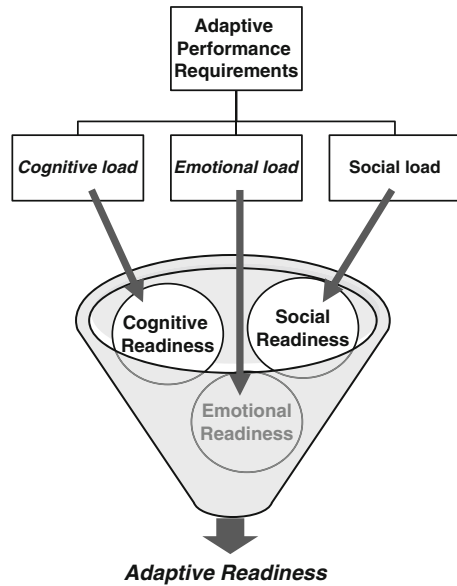 Adaptive
Performance
Requirements
Cognitive load
Emotional load
Social load
Cognitive
Readiness
Social
Readiness
Emotional
Readiness
Adaptive Readiness